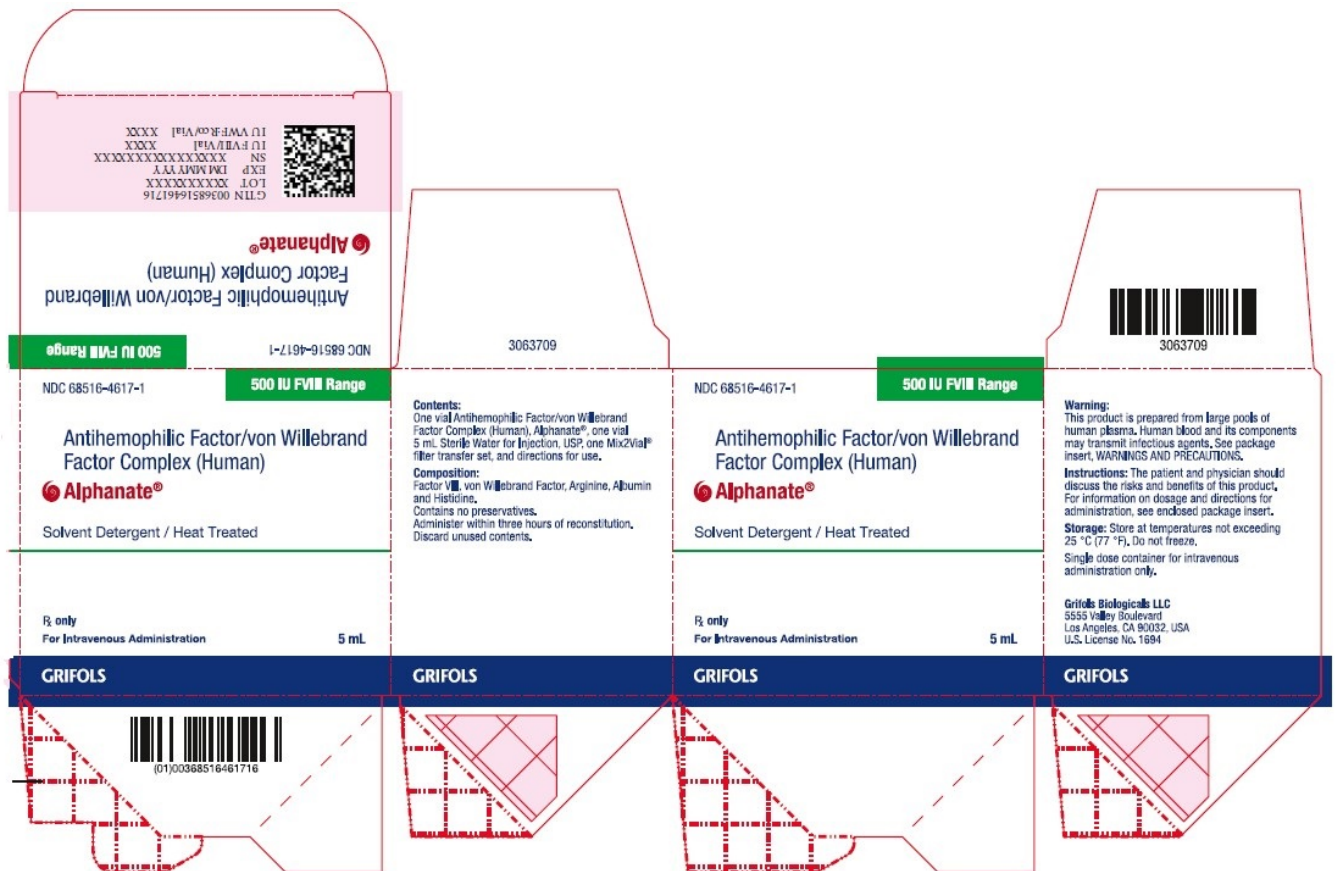 GTIN 00368516461716
LOT XXXXXXXXXX
EXP DMMMYYYY
SN XXXXXXXXXXXXXXXXX
IU FVIII/Vial XXXX
IU VWF:R co/Vial XXXX
Alphanate®
Antihemophilic Factor/von Willebrand
Factor Complex (Human)
NDC 68516-4617-1
500 IU FVIII Range
NDC 68516-4617-1
500 IU FVIII Range
Antihemophilic Factor/von Willebrand
Factor Complex (Human)
Alphanate®
Solvent Detergent / Heat Treated
℞ only
For Intravenous Administration
5 mL
GRIFOLS
(01)00368516461716
3063709
Contents:
One vial Antihemophilic Factor/von Willebrand
Factor Complex (Human), Alphanate®, one vial
5 mL Sterile Water for Injection, USP, one Mix2Vial®
filter transfer set, and directions for use.
Composition:
Factor VIII, von Willebrand Factor, Arginine, Albumin
and Histidine.
Contains no preservatives.
Administer within three hours of reconstitution.
Discard unused contents.
GRIFOLS
NDC 68516-4617-1
500 IU FVIII Range
Antihemophilic Factor/von Willebrand
Factor Complex (Human)
Alphanate®
Solvent Detergent / Heat Treated
℞ only
For Intravenous Administration
5 mL
GRIFOLS
3063709
Warning:
This product is prepared from large pools of
human plasma. Human blood and its components
may transmit infectious agents. See package
insert, WARNINGS AND PRECAUTIONS.
Instructions: The patient and physician should
discuss the risks and benefits of this product.
For information on dosage and directions for
administration, see enclosed package insert.
Storage: Store at temperatures not exceeding
25 °C (77 °F). Do not freeze.
Single dose container for intravenous
administration only.
Grifols Biologicals LLC
5555 Valley Boulevard
Los Angeles, CA 90032, USA
U.S. License No. 1694
GRIFOLS